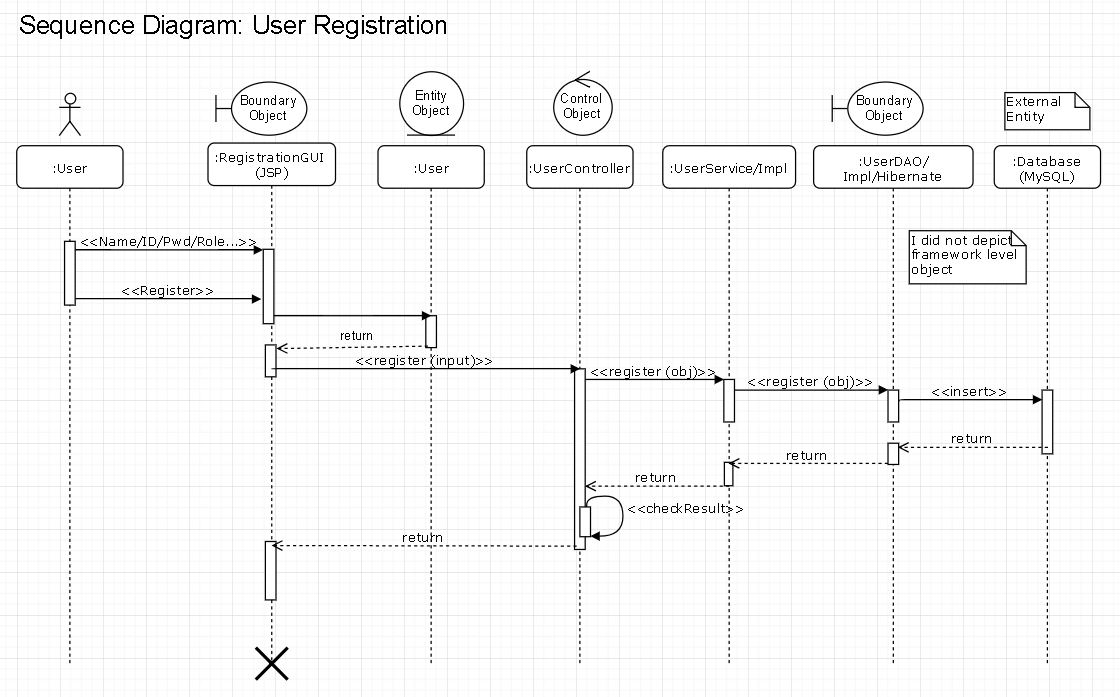 Sequence Diagram: User Registration
Boundary
Object
Entity
Object
Control
Object
Boundary
Object
External
Entity
:User
:RegistrationGUI
(JSP)
:User
:UserController
:UserService/Impl
:UserDAO/
Impl/Hibernate
:Database
(MySQL)
I did not depict
framework level
object
<<Name/ID/Pwd/Role...>>
<<Register>>
return
<<register (input)>>
<<register (obj)>>
<<register (obj)>>
<<insert>>
return
return
return
<<checkResult>>
return